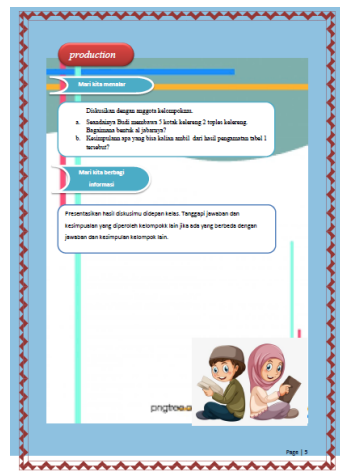 production
Mari kita menalar
Diskusikan dengan anggota kelompokmu.
a. Seandainya Budi membawa 5 kotak kelereng 2 toples kelereng.
Bagaimana bentuk al jabarnya?
b. Kesimpulana apa yang bisa kalian ambil dari hasil pengamatan tabel 1
tersebut?
Mari kita berbagi
informasi
Presentasikan hasil diskusimu didepan kelas. Tanggapi jawaban dan
kesimpulan yang diperoleh kelompokk lain jika ada yang berbeda dengan
jawaban dan kesimpulan kelompok lain.
pngtree
Page | 5